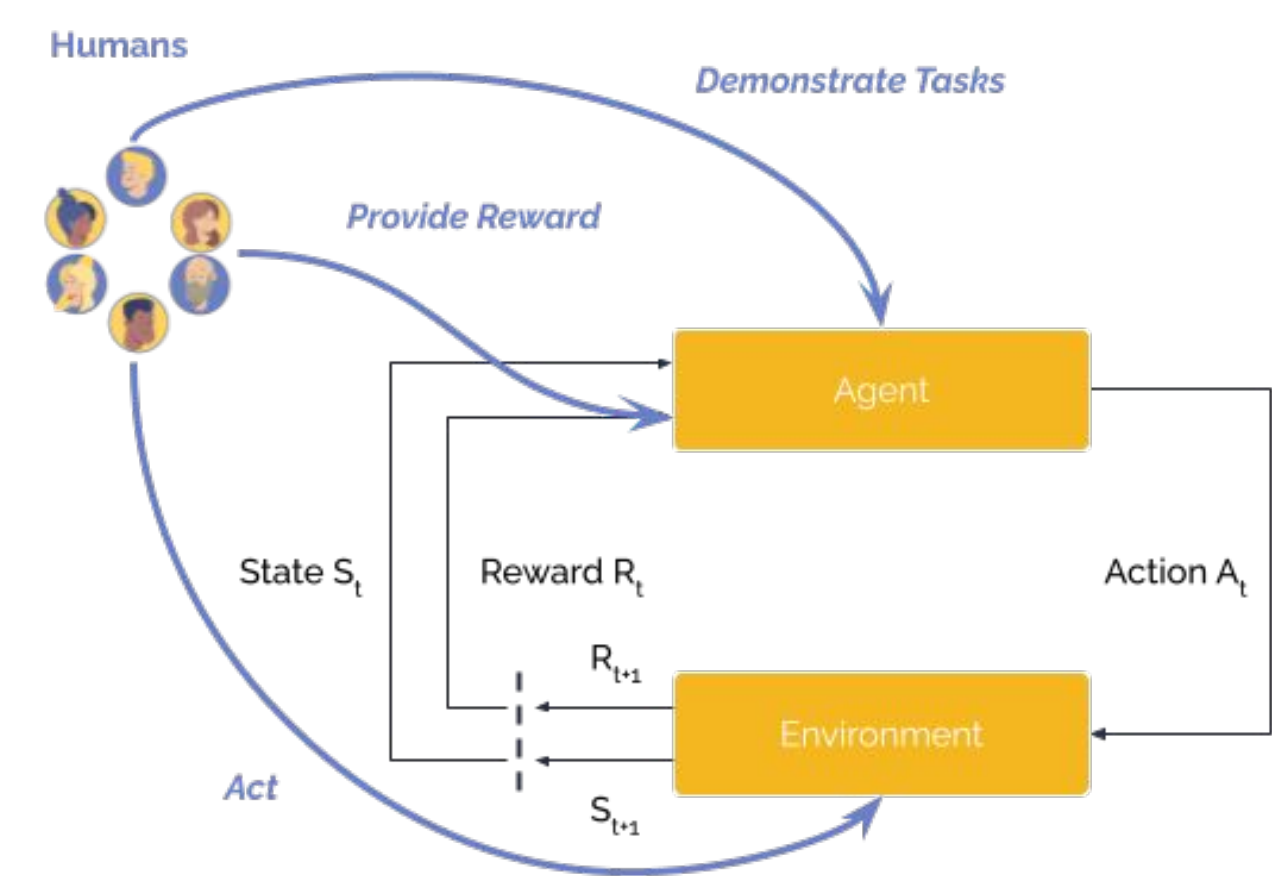 Humans
Demonstrate Tasks
Provide Reward
Agent
State Sₜ
Reward Rₜ
Action Aₜ
Rₜ₊₁
Environment
Act
Sₜ₊₁